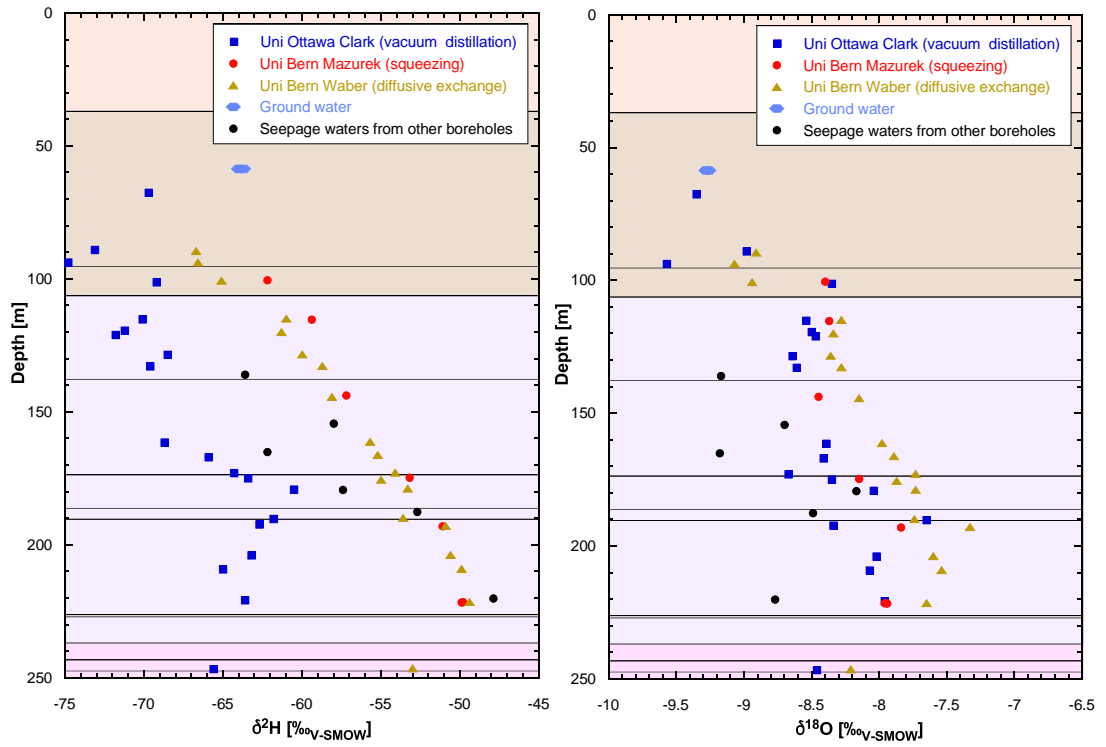 0
50
100
150
200
250
Depth [m]
Uni Ottawa Clark (vacuum distillation)
Uni Bern Mazurek (squeezing)
Uni Bern Waber (diffusive exchange)
Ground water
Seepage waters from other boreholes
-75 -70 -65 -60 -55 -50 -45
δ²H [‰V-SMOW]
0
50
100
150
200
250
Depth [m]
Uni Ottawa Clark (vacuum distillation)
Uni Bern Mazurek (squeezing)
Uni Bern Waber (diffusive exchange)
Ground water
Seepage waters from other boreholes
-10 -9.5 -9 -8.5 -8 -7.5 -7 -6.5
δ¹⁸O [‰V-SMOW]